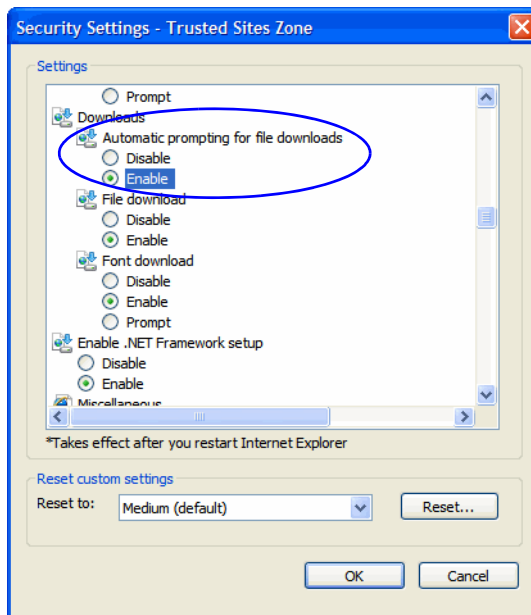 Security Settings - Trusted Sites Zone
Settings
Prompt
Downloads
Automatic prompting for file downloads
Disable
Enable
File download
Disable
Enable
Font download
Disable
Enable
Prompt
Enable .NET Framework setup
Disable
Enable
Miscellaneous
*Takes effect after you restart Internet Explorer
Reset custom settings
Reset to: Medium (default) Reset...
OK Cancel